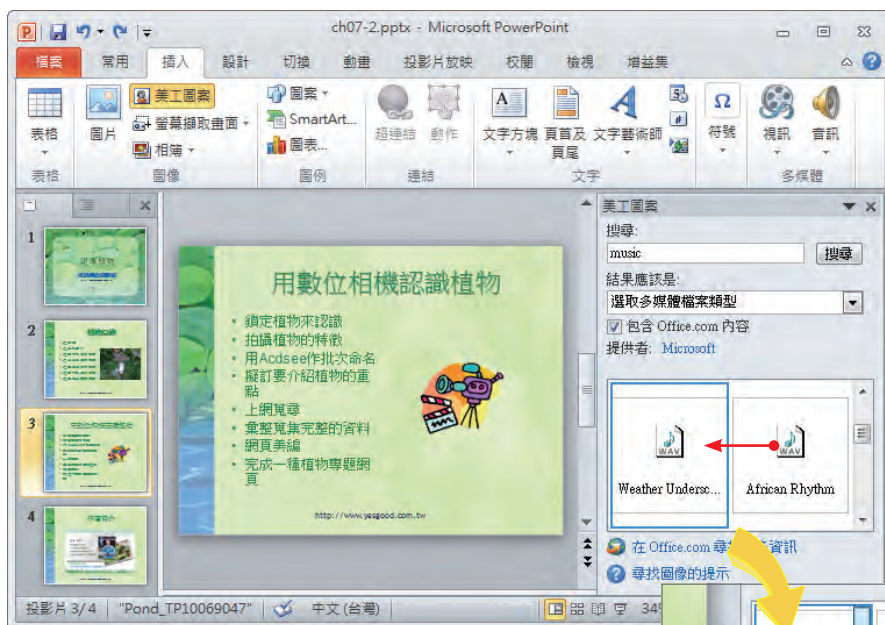 ch07-2.pptx - Microsoft PowerPoint
檔案 常用 插入 設計 切換 動畫 投影片放映 校閱 檢視 增益集
表格
圖片
美工圖案
螢幕擷取畫面
相簿
圖案
SmartArt...
圖表...
超連結
動作
文字方塊
頁首及頁尾
文字藝術師
符號
視訊
音訊
表格 圖像 圖例 連結 文字 多媒體
1
2
3
4
用數位相機認識植物
• 鎖定植物來認識
• 拍攝植物的特徵
• 用Acdsee作批次命名
• 擬訂要介紹植物的重
點
• 上網蒐尋
• 彙整蒐集完整的資料
• 網頁美編
• 完成一種植物專題網
頁
http://www.yesgood.com.tw
美工圖案
搜尋:
music 搜尋
結果應該是:
選取多媒體檔案類型
包含 Office.com 內容
提供者: Microsoft
WAV WAV
Weather Undersc... African Rhythm
在 Office.com 尋 資訊
尋找圖像的提示
投影片 3/4 "Pond_TP10069047" 中文 (台灣) 34